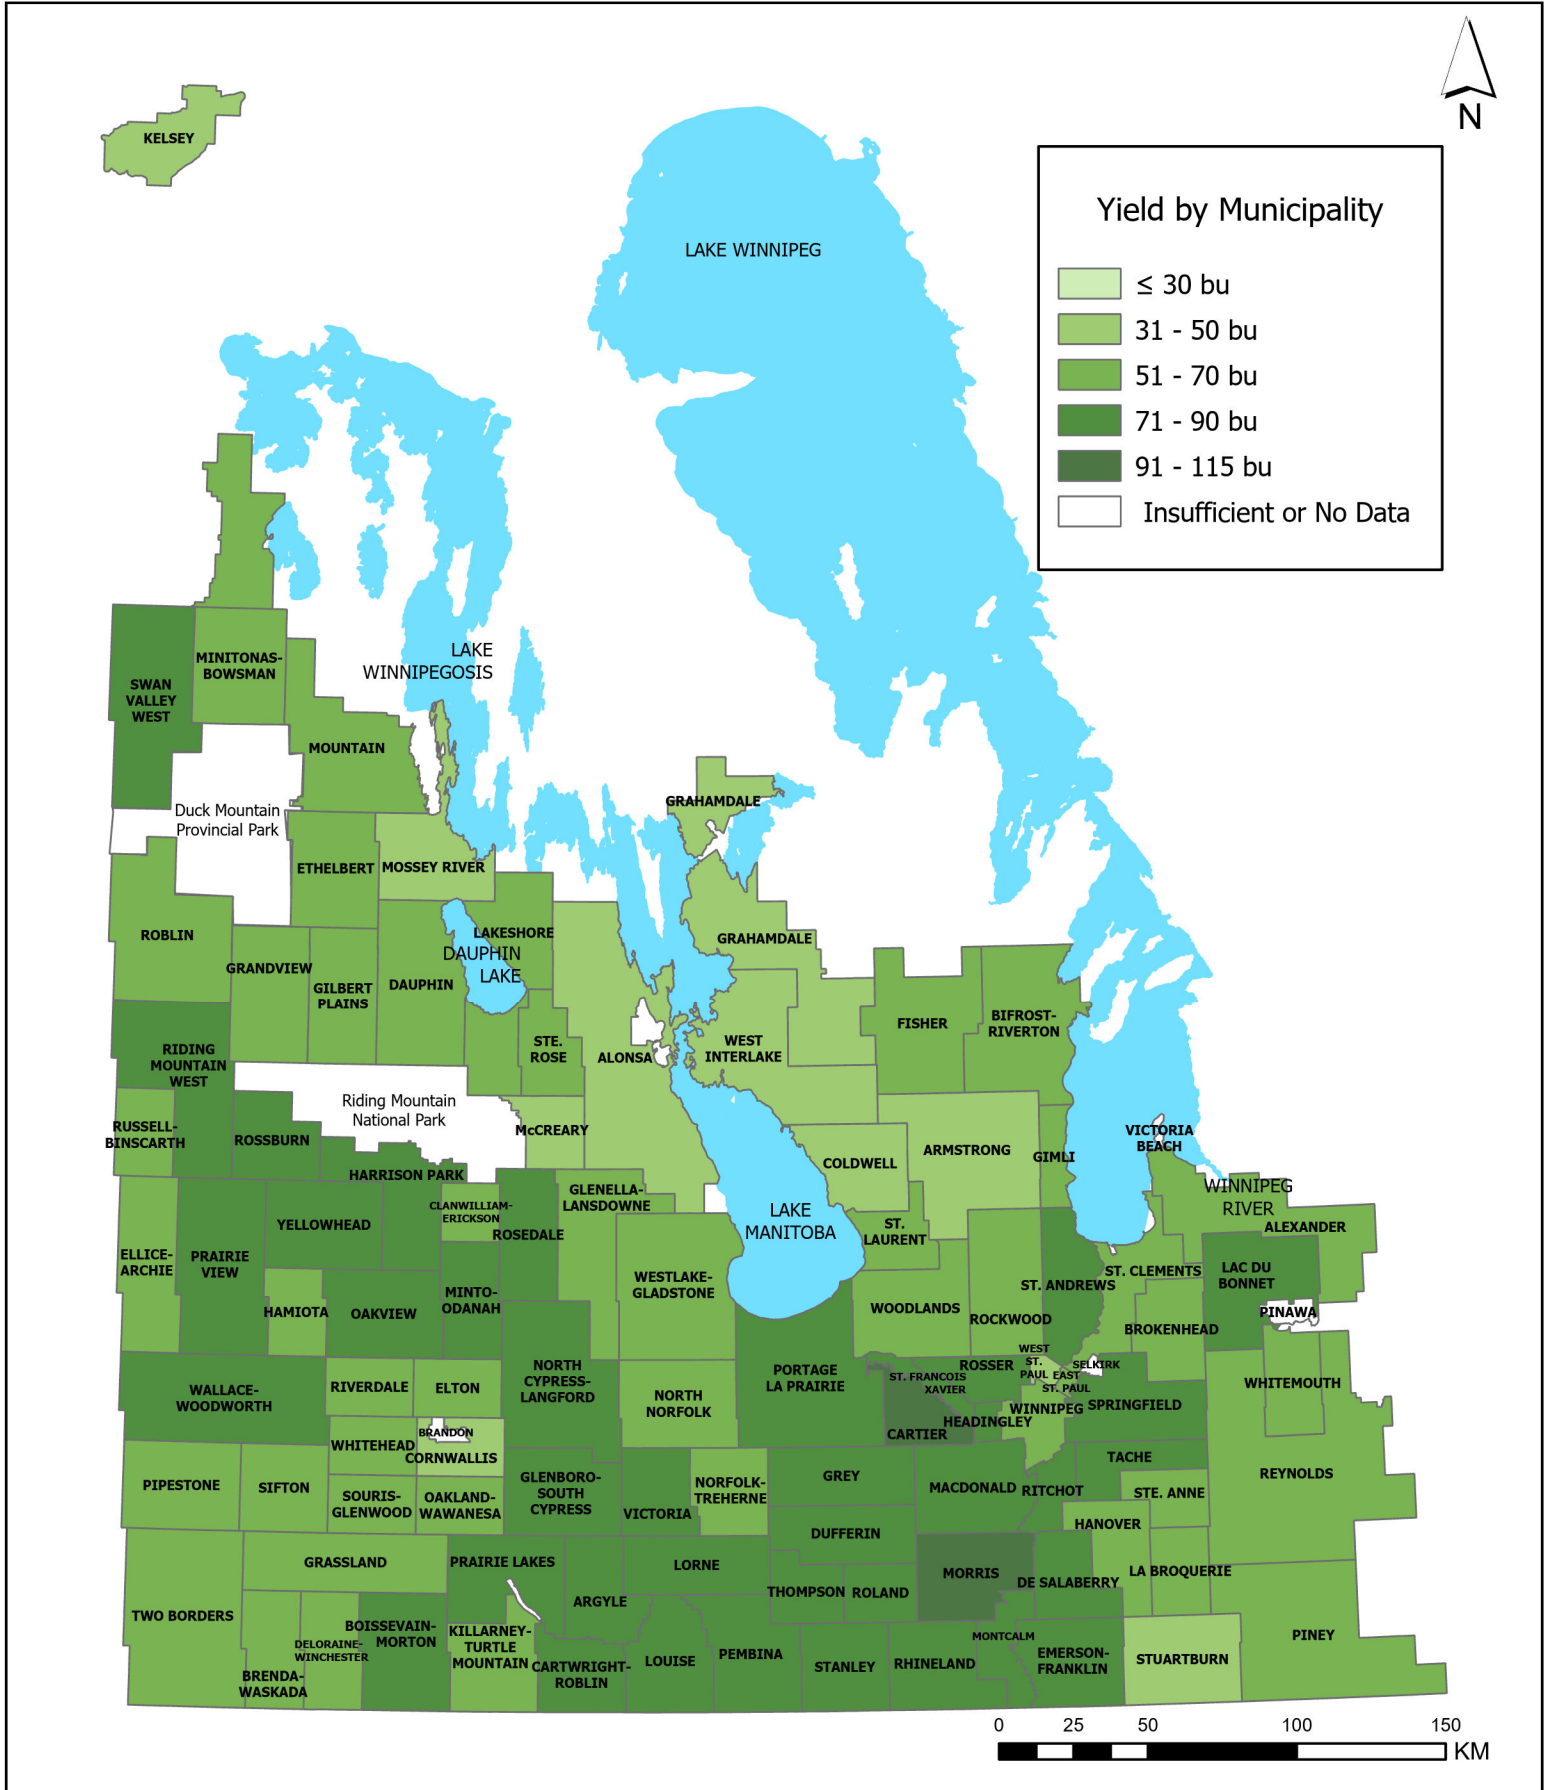 N
KELSEY
LAKE WINNIPEG
Yield by Municipality
≤ 30 bu
31 - 50 bu
51 - 70 bu
71 - 90 bu
91 - 115 bu
Insufficient or No Data
LAKE
WINNIPEGOSIS
MINITONAS-
BOWSMAN
SWAN
VALLEY
WEST
MOUNTAIN
Duck Mountain
Provincial Park
GRAHAMDALE
ETHELBERT
MOSSEY RIVER
ROBLIN
LAKESHORE
DAUPHIN
LAKE
GRAHAMDALE
GRANDVIEW
GILBERT
PLAINS
DAUPHIN
FISHER
BIFROST-
RIVERTON
RIDING
MOUNTAIN
WEST
STE.
ROSE
ALONSA
WEST
INTERLAKE
Riding Mountain
National Park
RUSSELL-
BINSCARTH
ROSSBURN
McCREARY
VICTORIA
BEACH
HARRISON PARK
COLDWELL
ARMSTRONG
GIMLI
GLENELLA-
LANSDOWNE
WINNIPEG
RIVER
CLANWILLIAM-
ERICKSON
YELLOWHEAD
ROSEDALE
LAKE
MANITOBA
ST.
LAURENT
ALEXANDER
ELLICE-
ARCHIE
PRAIRIE
VIEW
WESTLAKE-
GLADSTONE
ST. ANDREWS
ST. CLEMENTS
LAC DU
BONNET
HAMIOTA
OAKVIEW
MINTO-
ODANAH
WOODLANDS
ROCKWOOD
PINAWA
BROKENHEAD
WALLACE-
WOODWORTH
RIVERDALE
ELTON
NORTH
CYPRESS-
LANGFORD
NORTH
NORFOLK
PORTAGE
LA PRAIRIE
ST. FRANCOIS
XAVIER
ROSSER
WEST
ST.
PAUL
EAST
ST. PAUL
SELKIRK
WHITEMOUTH
WINNIPEG
SPRINGFIELD
HEADINGLEY
CARTIER
WHITEHEAD
BRANDON
CORNWALLIS
PIPESTONE
SIFTON
SOURIS-
GLENWOOD
OAKLAND-
WAWANESA
GLENBORO-
SOUTH
CYPRESS
VICTORIA
NORFOLK-
TREHERNE
GREY
MACDONALD
RITCHOT
TACHE
STE. ANNE
REYNOLDS
HANOVER
DUFFERIN
GRASSLAND
PRAIRIE LAKES
LORNE
THOMPSON
ROLAND
MORRIS
DE SALABERRY
LA BROQUERIE
TWO BORDERS
ARGYLE
BOISSEVAIN-
MORTON
DELORAINE-
WINCHESTER
BRENDA-
WASKADA
KILLARNEY-
TURTLE
MOUNTAIN
CARTWRIGHT-
ROBLIN
LOUISE
PEMBINA
STANLEY
RHINELAND
MONTCALM
EMERSON-
FRANKLIN
STUARTBURN
PINEY
0 25 50 100 150
KM